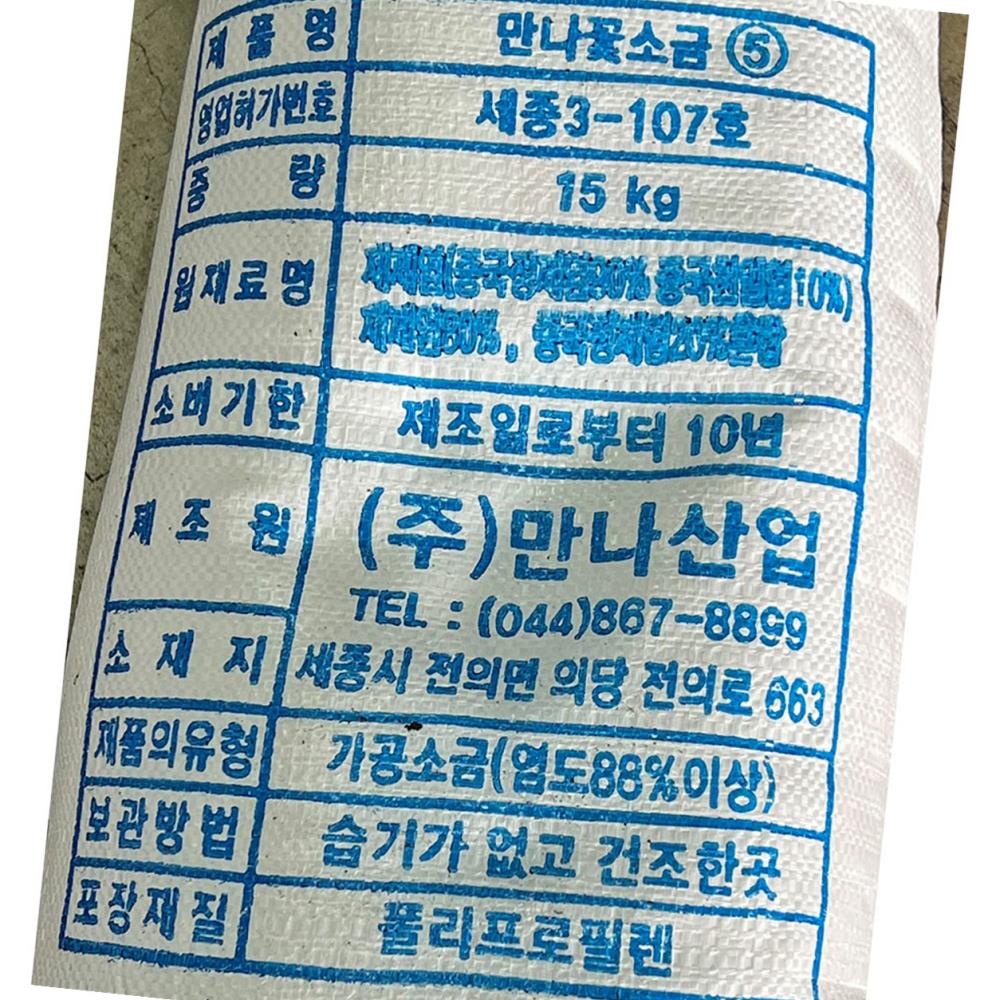 제품명 만나꽃소금 ⑤
영업허가번호 세종3-107호
중량 15 kg
원재료명
소비기한 제조일로부터 10년
제조원 (주)만나산업
TEL : (044)867-8899
소재지 세종시 전의면 의당 전의로 663
제품의유형 가공소금(염도88%이상)
보관방법 습기가 없고 건조한곳
포장재질 폴리프로필렌